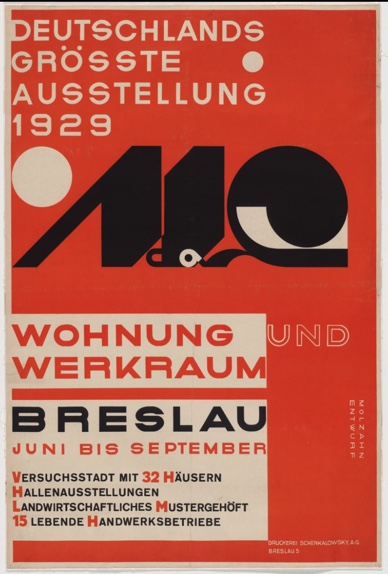 DEUTSCHLANDS
GRÖSSTE
AUSSTELLUNG
1929
WOHNUNG UND
WERKRAUM
BRESLAU
JUNI BIS SEPTEMBER
VERSUCHSSTADT MIT 32 HÄUSERN
HALLENAUSSTELLUNGEN
LANDWIRTSCHAFTLICHES MUSTERGEHÖFT
15 LEBENDE HANDWERKSBETRIEBE
MOLZAHN
ENTWURF
DRUCKEREI SCHENKALOWSKY A-G
BRESLAU 5